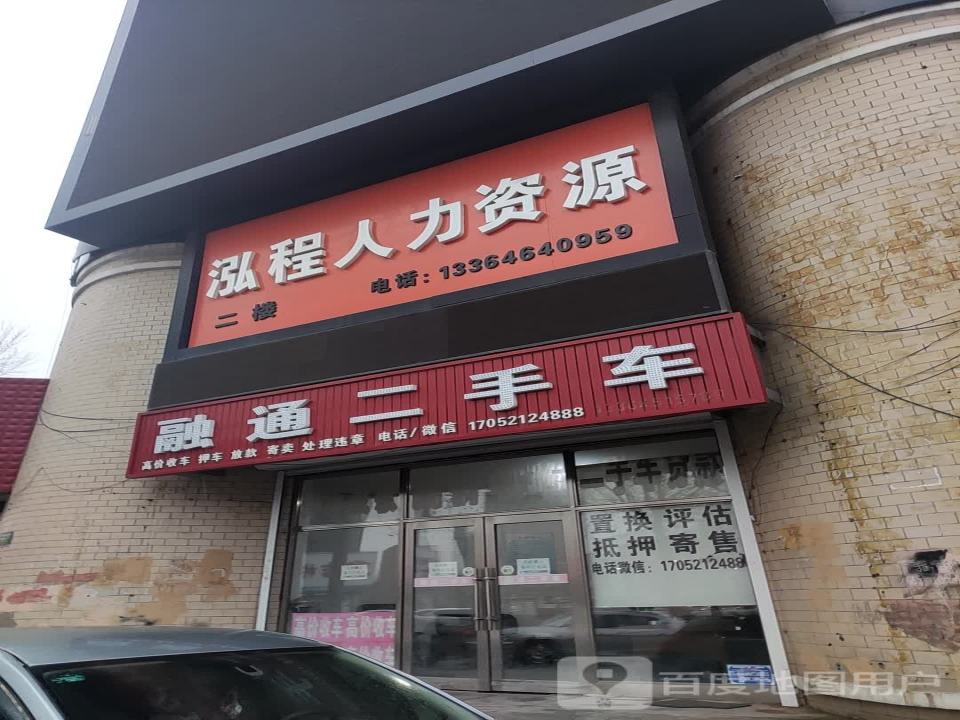 泓程人力资源
二楼 电话：13364640959
融通二手车
高价收车 押车 放款 寄卖 处理违章 电话/微信 17052124888
二手车贷款
置换评估
抵押寄售
电话微信：1705212488
高价收车 高价收车
百度地图用户